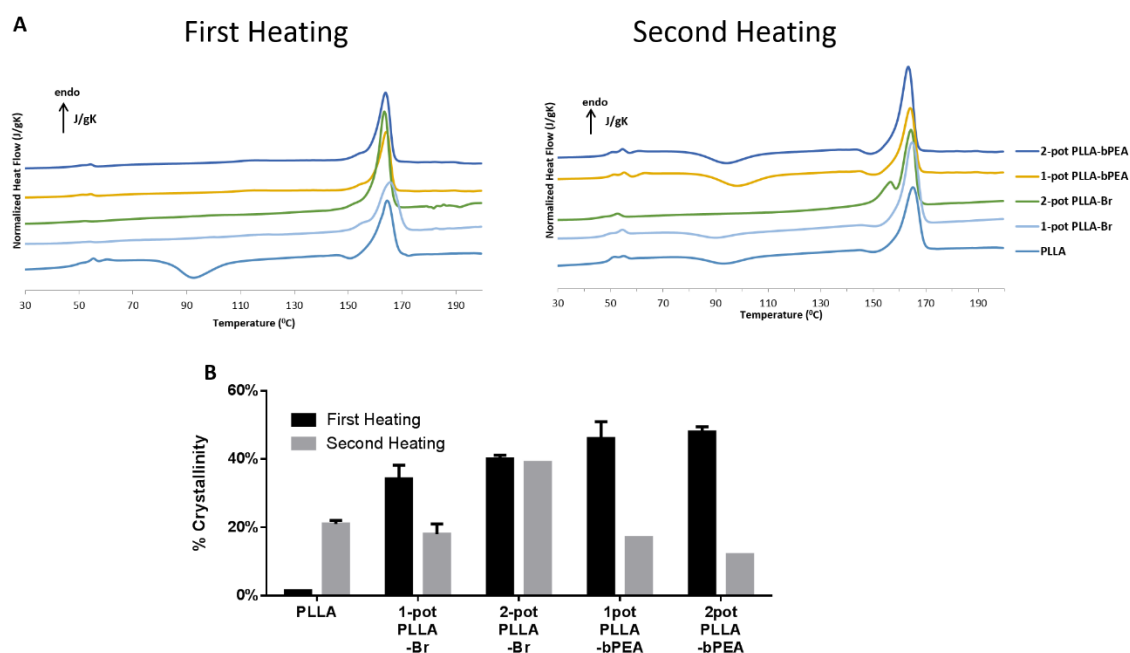 A
First Heating
Second Heating
endo
J/gK
Normalized Heat Flow (J/gK)
30 50 70 90 110 130 150 170 190
Temperature (⁰C)
endo
J/gK
Normalized Heat Flow (J/gK)
30 50 70 90 110 130 150 170 190
Temperature (⁰C)
2-pot PLLA-bPEA
1-pot PLLA-bPEA
2-pot PLLA-Br
1-pot PLLA-Br
PLLA
B
First Heating
Second Heating
% Crystallinity
60%
40%
20%
0%
PLLA
1-pot
PLLA
-Br
2-pot
PLLA
-Br
1pot
PLLA
-bPEA
2pot
PLLA
-bPEA